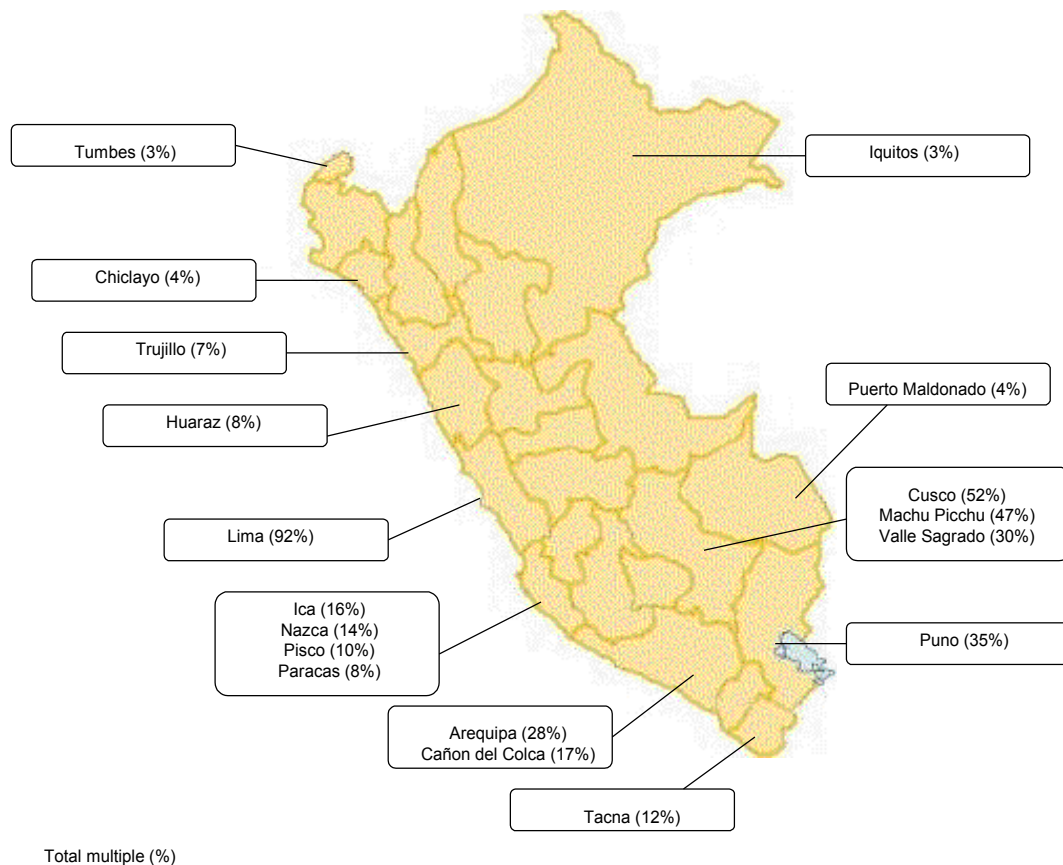 Tumbes (3%)
Iquitos (3%)
Chiclayo (4%)
Trujillo (7%)
Puerto Maldonado (4%)
Huaraz (8%)
Cusco (52%)
Machu Picchu (47%)
Valle Sagrado (30%)
Lima (92%)
Ica (16%)
Nazca (14%)
Pisco (10%)
Paracas (8%)
Puno (35%)
Arequipa (28%)
Cañon del Colca (17%)
Tacna (12%)
Total multiple (%)